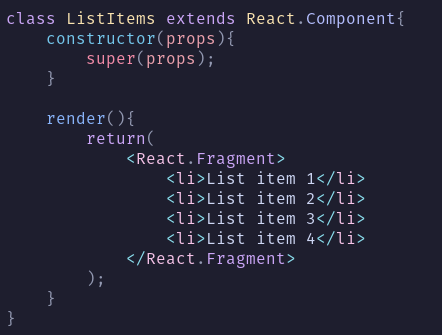 class ListItems extends React.Component{
    constructor(props){
        super(props);
    }

    render(){
        return(
            <React.Fragment>
                <li>List item 1</li>
                <li>List item 2</li>
                <li>List item 3</li>
                <li>List item 4</li>
            </React.Fragment>
        );
    }
}